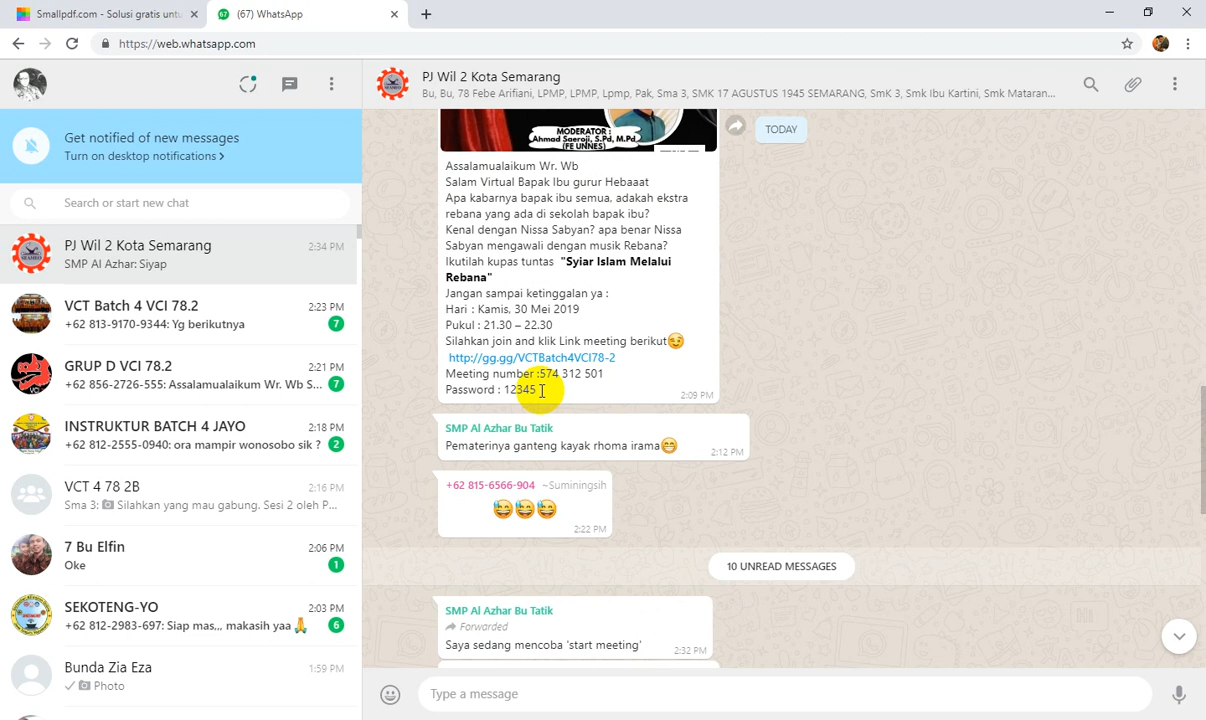 Smallpdf.com - Solusi gratis untu
(67) WhatsApp
https://web.whatsapp.com
Get notified of new messages
Turn on desktop notifications
Search or start new chat
PJ Wil 2 Kota Semarang
2:34 PM
SMP Al Azhar: Siyap
VCT Batch 4 VCI 78.2
2:23 PM
+62 813-9170-9344: Yg berikutnya
7
GRUP D VCI 78.2
2:21 PM
+62 856-2726-555: Assalamualaikum Wr. Wb S...
7
INSTRUKTUR BATCH 4 JAYO
2:18 PM
+62 812-2555-0940: ora mampir wonosobo sik ?
2
VCT 4 78 2B
2:16 PM
Sma 3: Silahkan yang mau gabung. Sesi 2 oleh P...
7 Bu Elfin
2:06 PM
Oke
1
SEKOTENG-YO
2:03 PM
+62 812-2983-697: Siap mas,,, makasih yaa🙏
6
Bunda Zia Eza
1:59 PM
Photo
PJ Wil 2 Kota Semarang
Bu, Bu, 78 Febe Arifiani, LPMP, LPMP, Lpmp, Pak, Sma 3, SMK 17 AGUSTUS 1945 SEMARANG, SmK 3, Smk Ibu Kartini, Smk Mataran...
TODAY
MODERATOR :
Ahmad Saeroji, S.Pd, M.Pd
(FE UNNES)
Assalamualaikum Wr. Wb
Salam Virtual Bapak Ibu gurur Hebaaat
Apa kabarnya bapak ibu semua, adakah ekstra
rebana yang ada di sekolah bapak ibu?
Kenal dengan Nissa Sabyan? apa benar Nissa
Sabyan mengawali dengan musik Rebana?
Ikutilah kupas tuntas "Syiar Islam Melalui
Rebana"
Jangan sampai ketinggalan ya :
Hari : Kamis, 30 Mei 2019
Pukul : 21.30 – 22.30
Silahkan join and klik Link meeting berikut😉
http://gg.gg/VCTBatch4VCI78-2
Meeting number :574 312 501
Password : 12345
2:09 PM
SMP Al Azhar Bu Tatik
Pematerinya ganteng kayak rhoma irama😁
2:12 PM
+62 815-6566-904 ~Suminingsih
😅😅😅
2:22 PM
10 UNREAD MESSAGES
SMP Al Azhar Bu Tatik
Forwarded
Saya sedang mencoba 'start meeting'
2:32 PM
Type a message